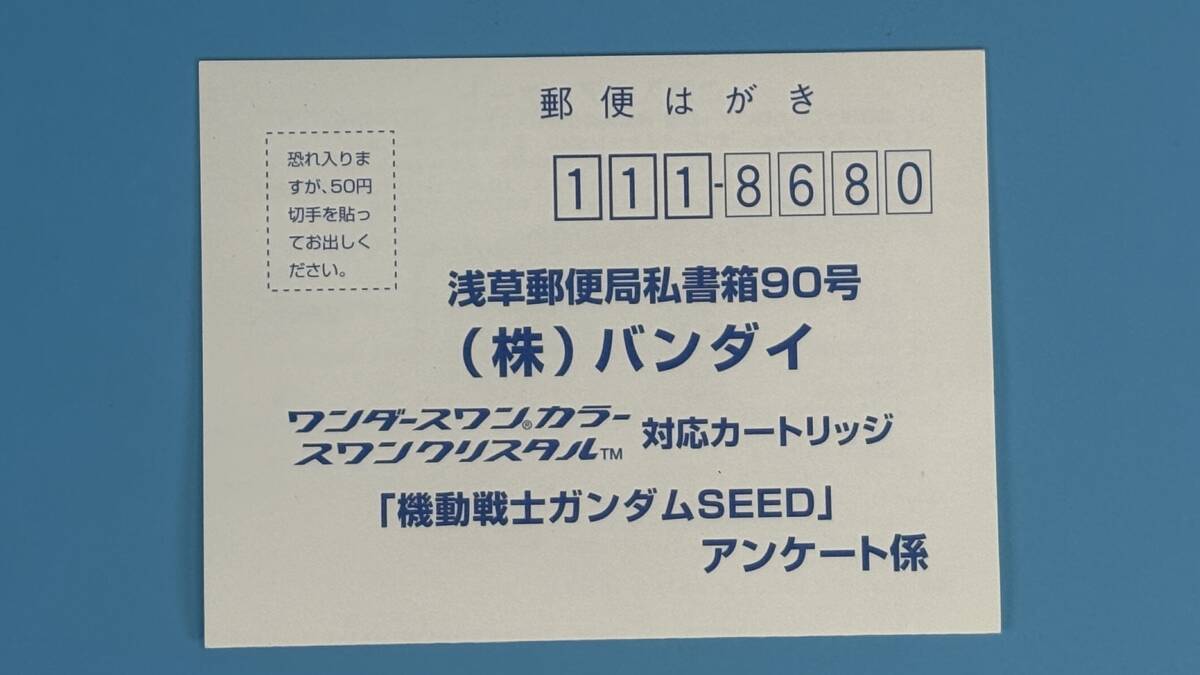 郵便はがき
恐れ入りま
すが、50円
切手を貼っ
てお出しく
ださい。
111-8680
浅草郵便局私書箱90号
（株）バンダイ
ワンダースワン®カラー
スワンクリスタル™
対応カートリッジ
「機動戦士ガンダムSEED」
アンケート係